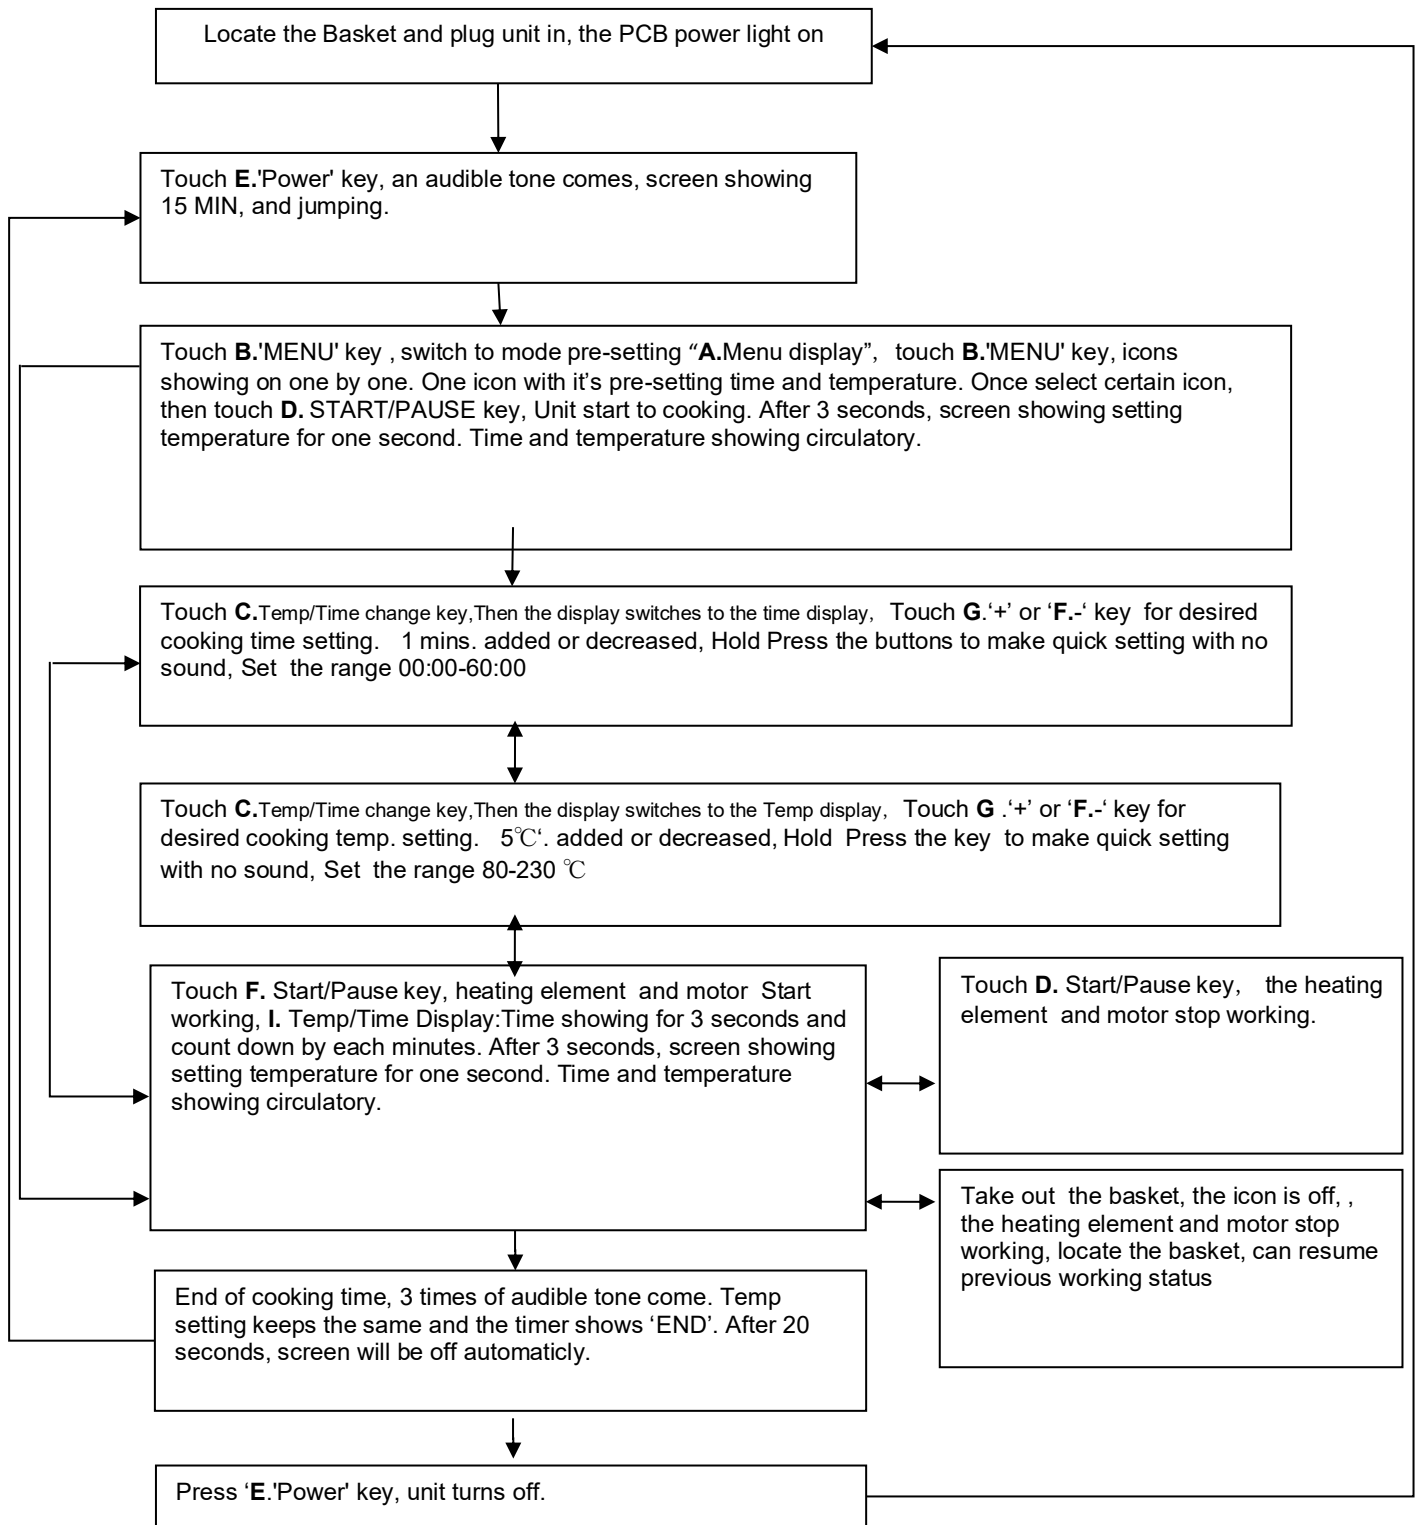 Locate the Basket and plug unit in, the PCB power light on
Touch E.'Power' key, an audible tone comes, screen showing
15 MIN, and jumping.
Touch B.'MENU' key , switch to mode pre-setting “A.Menu display”, touch B.'MENU' key, icons
showing on one by one. One icon with it’s pre-setting time and temperature. Once select certain icon,
then touch D. START/PAUSE key, Unit start to cooking. After 3 seconds, screen showing setting
temperature for one second. Time and temperature showing circulatory.
Touch C.Temp/Time change key,Then the display switches to the time display, Touch G.‘+’ or ‘F.-‘ key for desired
cooking time setting. 1 mins. added or decreased, Hold Press the buttons to make quick setting with no
sound, Set the range 00:00-60:00
Touch C.Temp/Time change key,Then the display switches to the Temp display, Touch G .‘+’ or ‘F.-‘ key for
desired cooking temp. setting. 5℃‘. added or decreased, Hold Press the key to make quick setting
with no sound, Set the range 80-230 ℃
Touch F. Start/Pause key, heating element and motor Start
working, I. Temp/Time Display:Time showing for 3 seconds and
count down by each minutes. After 3 seconds, screen showing
setting temperature for one second. Time and temperature
showing circulatory.
Touch D. Start/Pause key, the heating
element and motor stop working.
Take out the basket, the icon is off, ,
the heating element and motor stop
working, locate the basket, can resume
previous working status
End of cooking time, 3 times of audible tone come. Temp
setting keeps the same and the timer shows ‘END’. After 20
seconds, screen will be off automaticly.
Press ‘E.'Power' key, unit turns off.